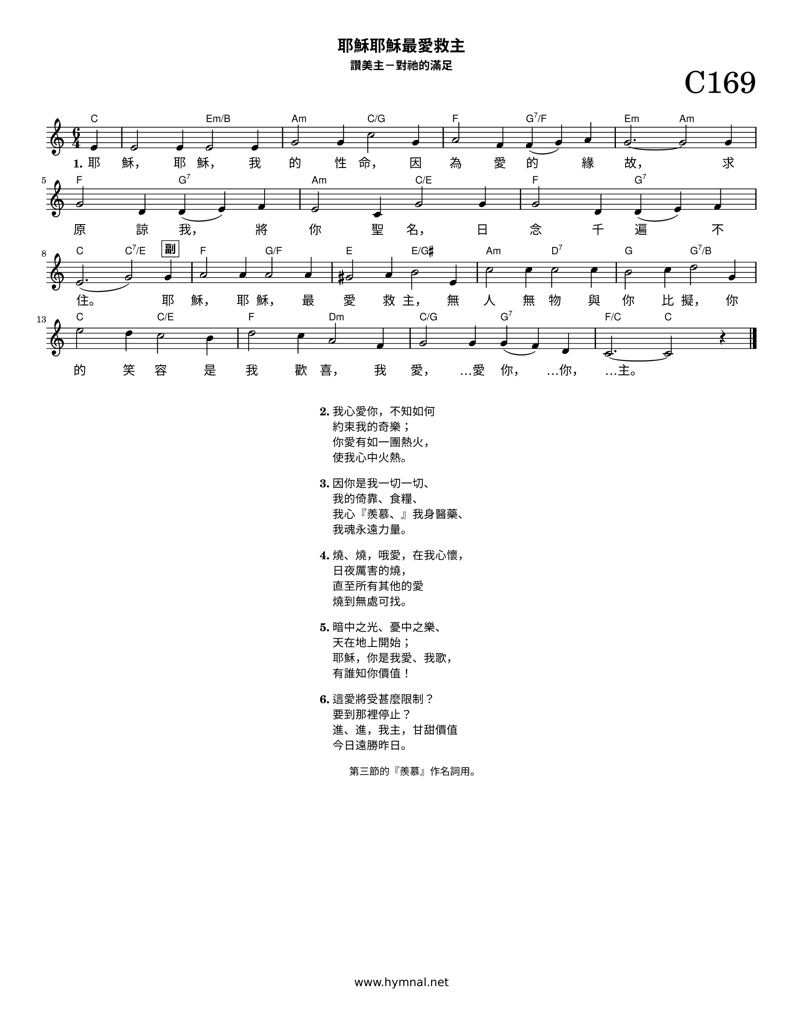 耶穌耶穌最愛救主
讚美主－對祂的滿足
C169
C Em/B Am C/G F G7/F Em Am
1. 耶 穌， 耶 穌， 我 的 性 命， 因 為 愛 的 緣 故， 求
5 F G7 Am C/E F G7
原 諒 我， 將 你 聖 名， 日 念 千 遍 不
8 C C7/E 副 F G/F E E/G♯ Am D7 G G7/B
住。 耶 穌， 耶 穌， 最 愛 救 主， 無 人 無 物 與 你 比 擬， 你
13 C C/E F Dm C/G G7 F/C C
的 笑 容 是 我 歡 喜， 我 愛， …愛 你， …你， …主。
2. 我心愛你，不知如何
約束我的奇樂；
你愛有如一團熱火，
使我心中火熱。
3. 因你是我一切一切、
我的倚靠、食糧、
我心『羨慕、』我身醫藥、
我魂永遠力量。
4. 燒、燒，哦愛，在我心懷，
日夜厲害的燒，
直至所有其他的愛
燒到無處可找。
5. 暗中之光、憂中之樂、
天在地上開始；
耶穌，你是我愛、我歌，
有誰知你價值！
6. 這愛將受甚麼限制？
要到那裡停止？
進、進，我主，甘甜價值
今日遠勝昨日。
第三節的『羨慕』作名詞用。
www.hymnal.net